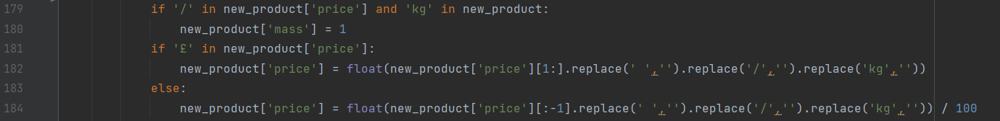 179 if '/' in new_product['price'] and 'kg' in new_product:
180 new_product['mass'] = 1
181 if '£' in new_product['price']:
182 new_product['price'] = float(new_product['price'][1:].replace(' ','').replace('/','').replace('kg',''))
183 else:
184 new_product['price'] = float(new_product['price'][:-1].replace(' ','').replace('/','').replace('kg','')) / 100